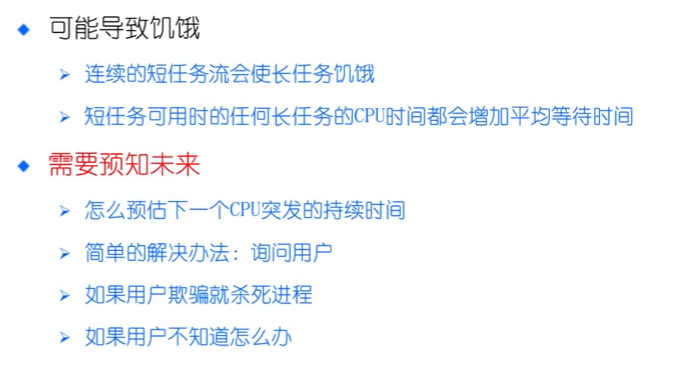 可能导致饥饿
连续的短任务流会使长任务饥饿
短任务可用时的任何长任务的CPU时间都会增加平均等待时间
需要预知未来
怎么预估下一个CPU突发的持续时间
简单的解决办法：询问用户
如果用户欺骗就杀死进程
如果用户不知道怎么办